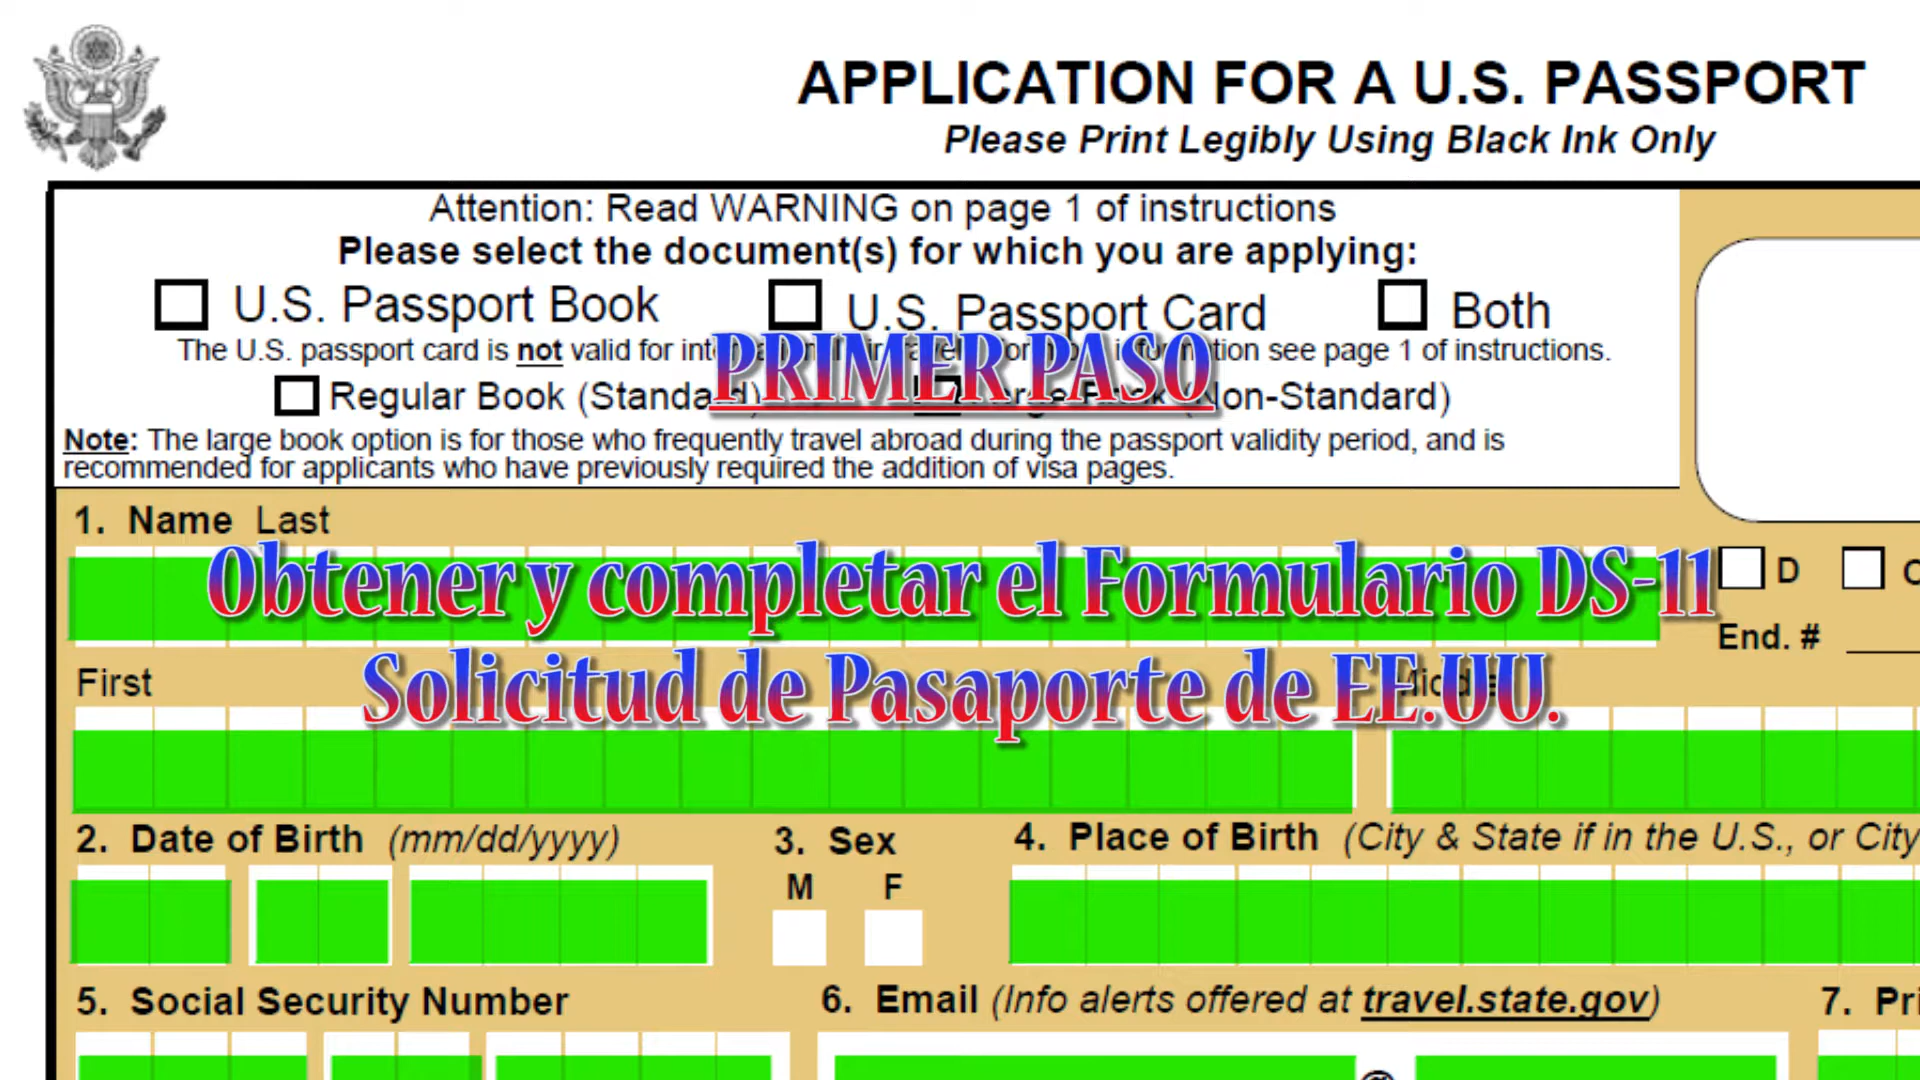 APPLICATION FOR A U.S. PASSPORT
Please Print Legibly Using Black Ink Only
Attention: Read WARNING on page 1 of instructions
Please select the document(s) for which you are applying:
U.S. Passport Book U.S. Passport Card Both
The U.S. passport card is not valid for see page 1 of instructions.
PRIMER PASO
Regular Book (Standard) (Non-Standard)
Note: The large book option is for those who frequently travel abroad during the passport validity period, and is
recommended for applicants who have previously required the addition of visa pages.
1. Name Last
Obtener y completar el Formulario DS-11
D
End. #
First
Solicitud de Pasaporte de EE.UU.
2. Date of Birth (mm/dd/yyyy) 3. Sex 4. Place of Birth (City & State if in the U.S., or City
M F
5. Social Security Number 6. Email (Info alerts offered at travel.state.gov) 7.